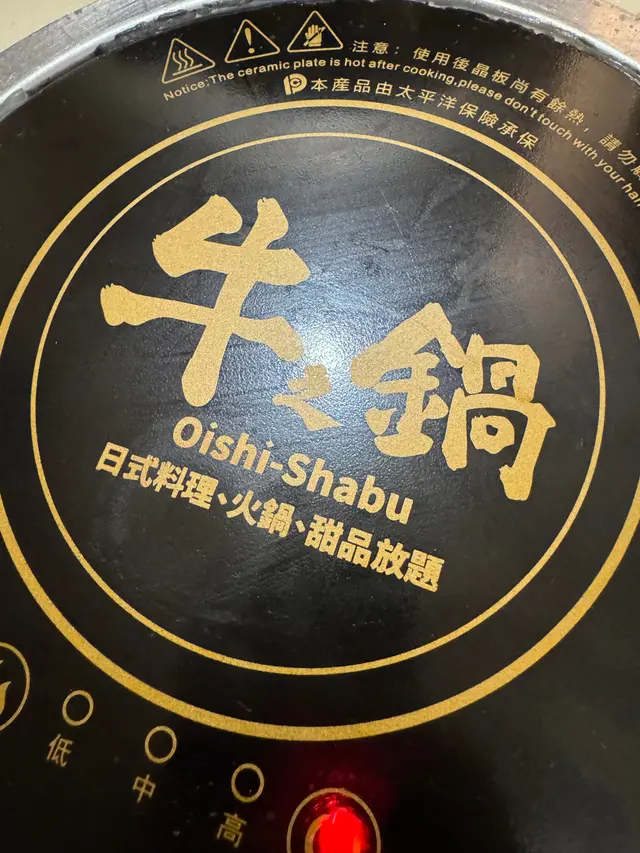 注意：使用後晶板尚有餘熱，請勿
Notice:The ceramic plate is hot after cooking,please don't touch with your
本產品由太平洋保險承保
牛之鍋
Oishi-Shabu
日式料理、火鍋、甜品放題
低
中
高